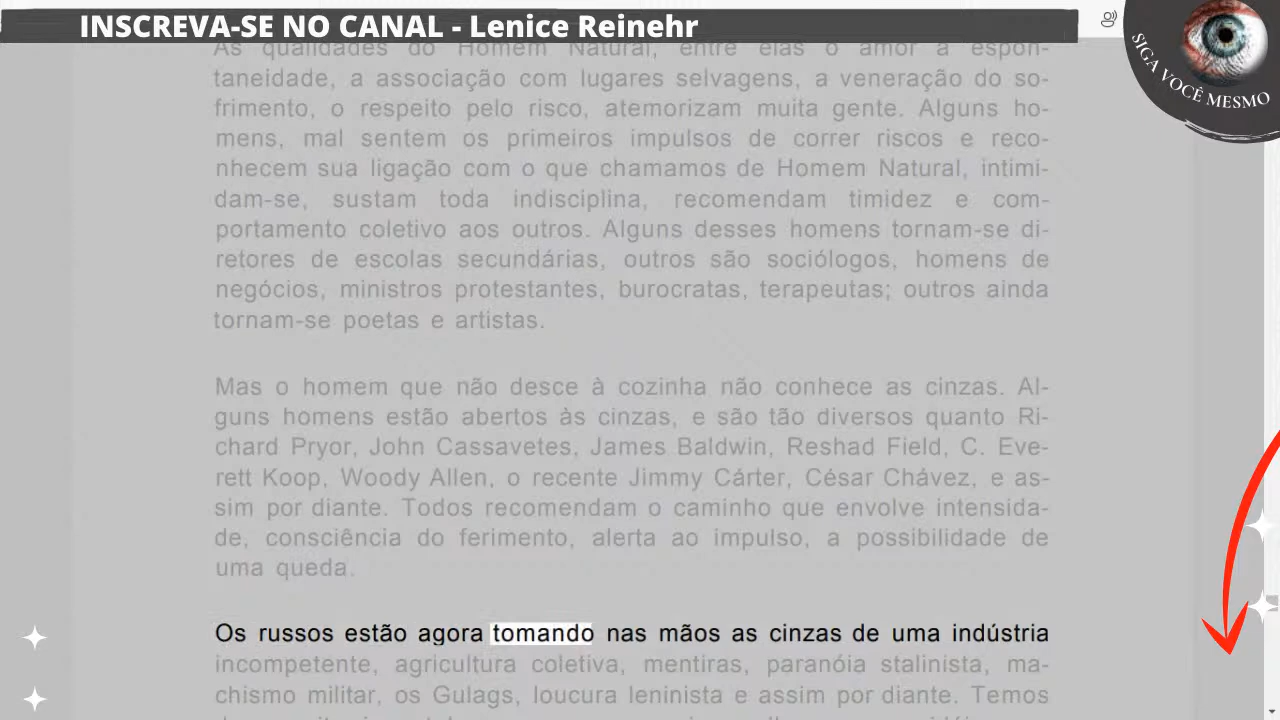 INSCREVA-SE NO CANAL - Lenice Reinehr
SIGA VOCÊ MESMO
As qualidades do Homem Natural, entre elas o amor à espon-
taneidade, a associação com lugares selvagens, a veneração do so-
frimento, o respeito pelo risco, atemorizam muita gente. Alguns ho-
mens, mal sentem os primeiros impulsos de correr riscos e reco-
nhecem sua ligação com o que chamamos de Homem Natural, intimi-
dam-se, sustam toda indisciplina, recomendam timidez e com-
portamento coletivo aos outros. Alguns desses homens tornam-se di-
retores de escolas secundárias, outros são sociólogos, homens de
negócios, ministros protestantes, burocratas, terapeutas; outros ainda
tornam-se poetas e artistas.
Mas o homem que não desce à cozinha não conhece as cinzas. Al-
guns homens estão abertos às cinzas, e são tão diversos quanto Ri-
chard Pryor, John Cassavetes, James Baldwin, Reshad Field, C. Eve-
rett Koop, Woody Allen, o recente Jimmy Cárter, César Chávez, e as-
sim por diante. Todos recomendam o caminho que envolve intensida-
de, consciência do ferimento, alerta ao impulso, a possibilidade de
uma queda.
Os russos estão agora tomando nas mãos as cinzas de uma indústria
incompetente, agricultura coletiva, mentiras, paranóia stalinista, ma-
chismo militar, os Gulags, loucura leninista e assim por diante. Temos